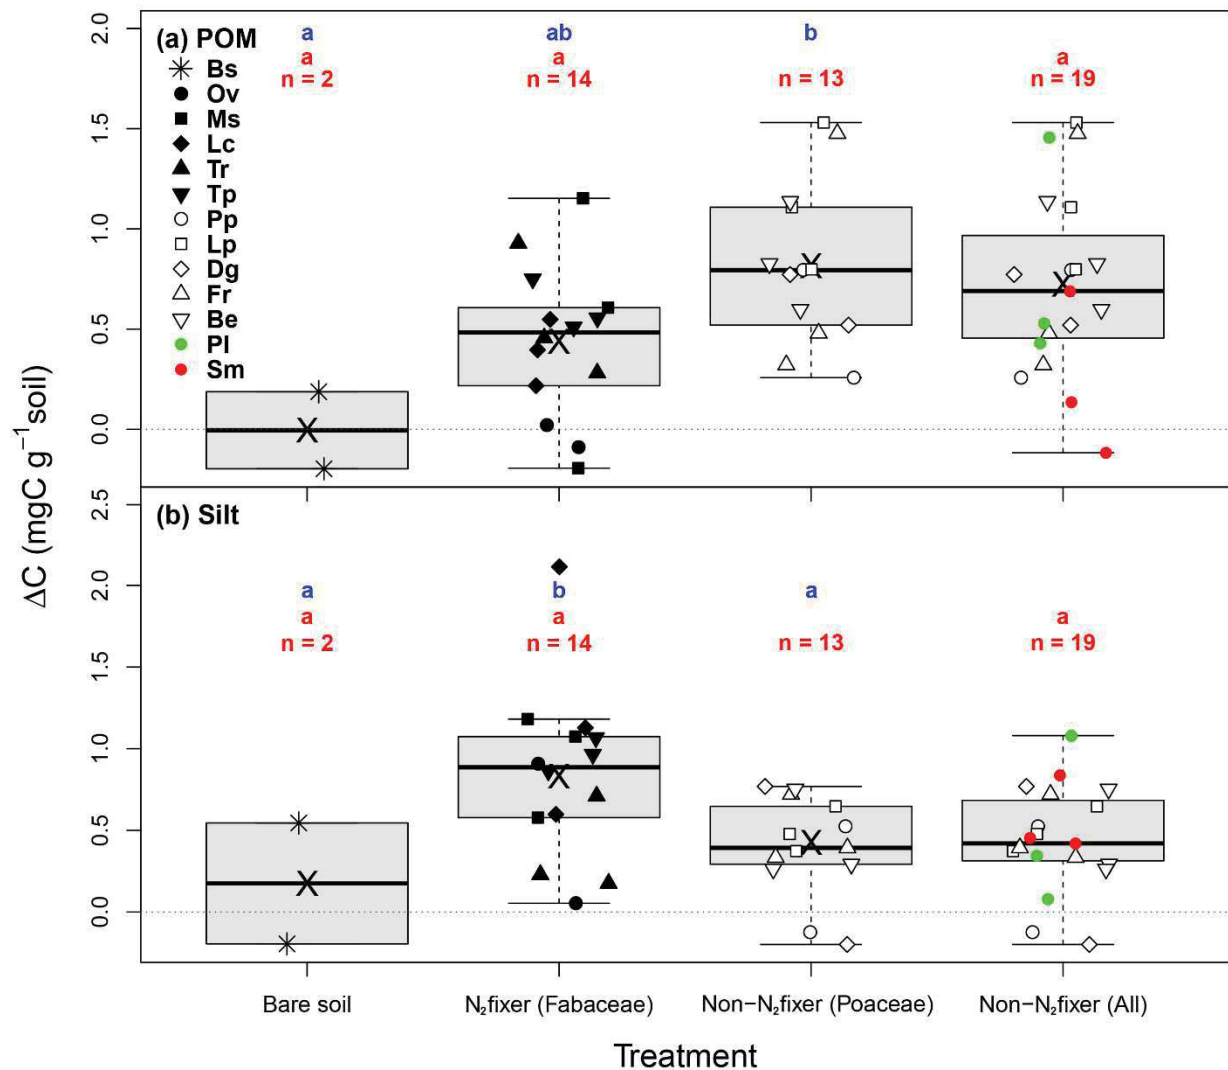 (a) POM
Bs
Ov
Ms
Lc
Tr
Tp
Pp
Lp
Dg
Fr
Be
Pl
Sm
a ab b
a a a
n = 2 n = 14 n = 13 n = 19
2.0
1.5
1.0
0.5
0.0
(b) Silt
a b a
a a a
n = 2 n = 14 n = 13 n = 19
2.5
2.0
1.5
1.0
0.5
0.0
ΔC (mgC g⁻¹soil)
Bare soil N₂fixer (Fabaceae) Non−N₂fixer (Poaceae) Non−N₂fixer (All)
Treatment